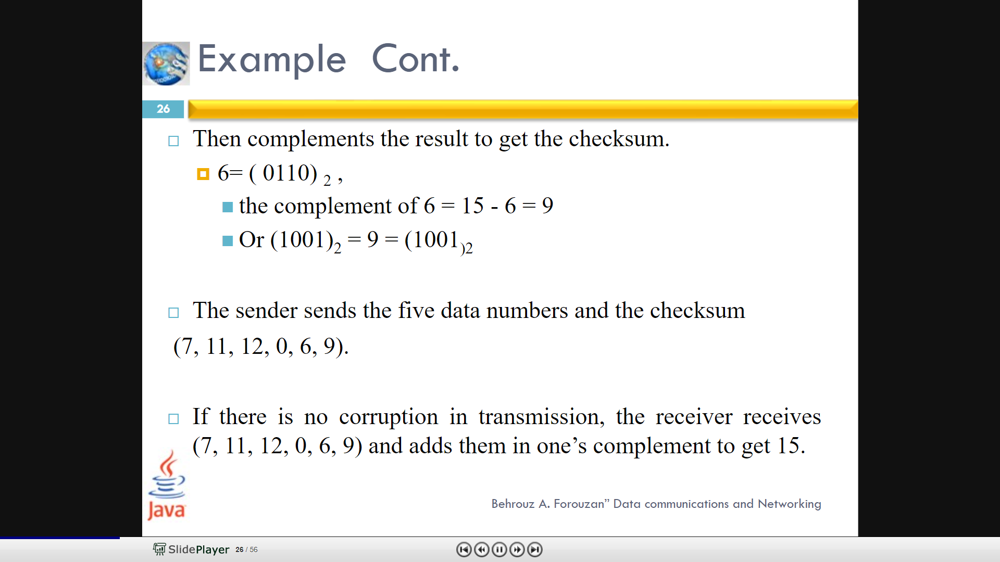 Example Cont.
26
Then complements the result to get the checksum.
6= ( 0110) 2 ,
the complement of 6 = 15 - 6 = 9
Or (1001)2 = 9 = (1001)2
The sender sends the five data numbers and the checksum
(7, 11, 12, 0, 6, 9).
If there is no corruption in transmission, the receiver receives
(7, 11, 12, 0, 6, 9) and adds them in one’s complement to get 15.
Java
Behrouz A. Forouzan” Data communications and Networking
SlidePlayer 26 / 56